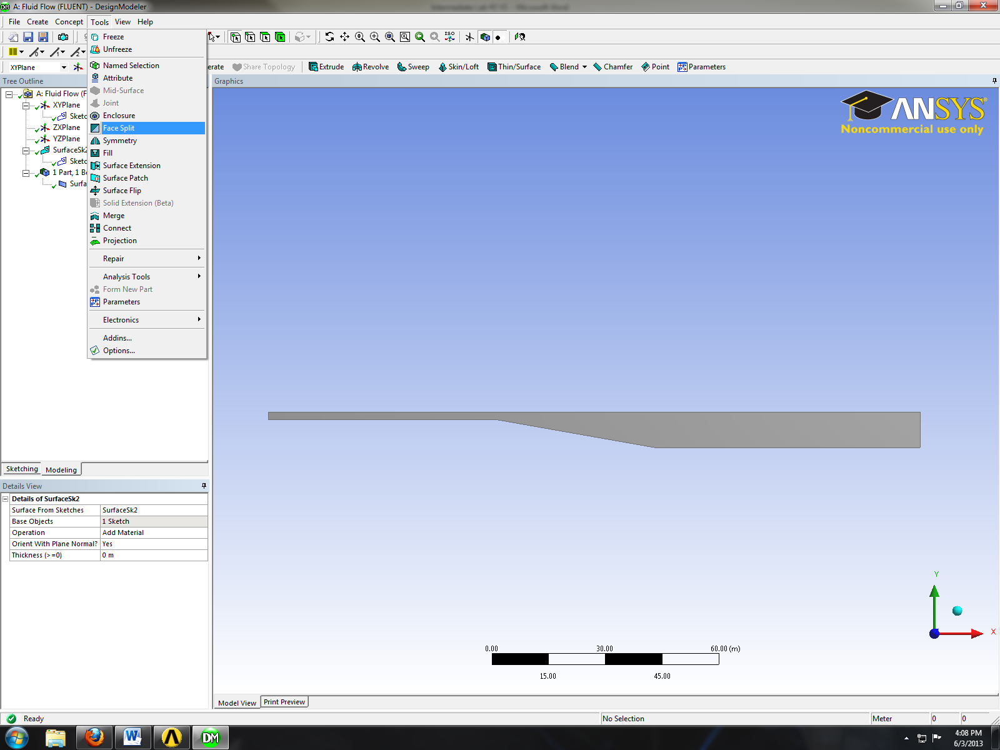 A: Fluid Flow (FLUENT) - DesignModeler
File Create Concept Tools View Help
XYPlane
erate Share Topology Extrude Revolve Sweep Skin/Loft Thin/Surface Blend Chamfer Point Parameters
Freeze
Unfreeze
Named Selection
Attribute
Mid-Surface
Joint
Enclosure
Face Split
Symmetry
Fill
Surface Extension
Surface Patch
Surface Flip
Solid Extension (Beta)
Merge
Connect
Projection
Repair
Analysis Tools
Form New Part
Parameters
Electronics
Addins...
Options...
Tree Outline
A: Fluid Flow (F
XYPlane
Sketc
ZXPlane
YZPlane
SurfaceSk2
Sketc
1 Part, 1 Bo
Surfa
Sketching Modeling
Details View
Details of SurfaceSk2
Surface From Sketches SurfaceSk2
Base Objects 1 Sketch
Operation Add Material
Orient With Plane Normal? Yes
Thickness (>=0) 0 m
Graphics
ISO
ANSYS
Noncommercial use only
Y
X
0.00 30.00 60.00 (m)
15.00 45.00
Model View Print Preview
Ready No Selection Meter 0 0
DM
4:08 PM
6/3/2013